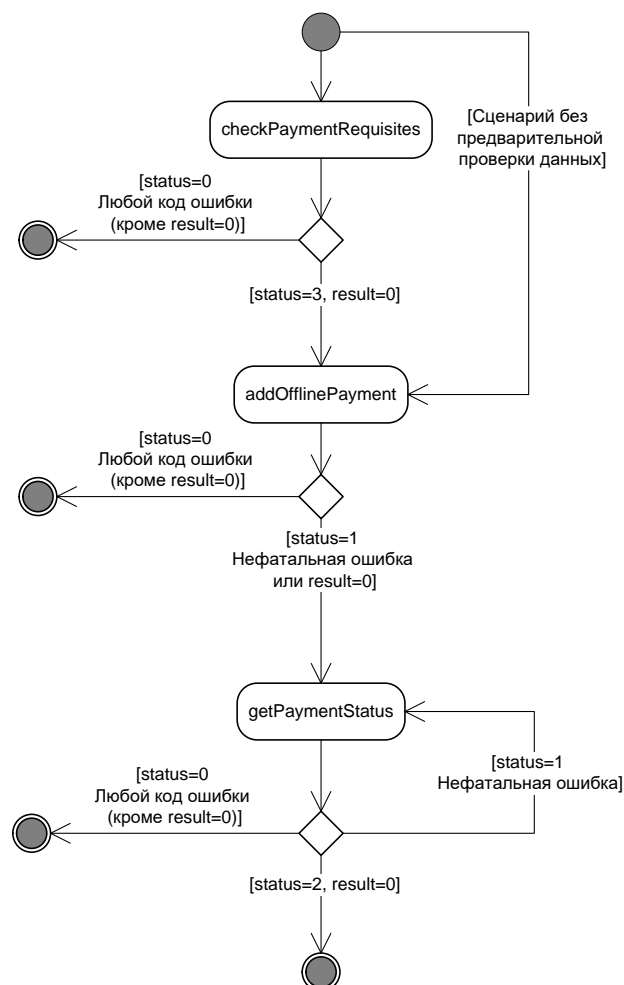 checkPaymentRequisites
[Сценарий без
предварительной
проверки данных]
[status=0
Любой код ошибки
(кроме result=0)]
[status=3, result=0]
addOfflinePayment
[status=0
Любой код ошибки
(кроме result=0)]
[status=1
Нефатальная ошибка
или result=0]
getPaymentStatus
[status=1
Нефатальная ошибка]
[status=0
Любой код ошибки
(кроме result=0)]
[status=2, result=0]